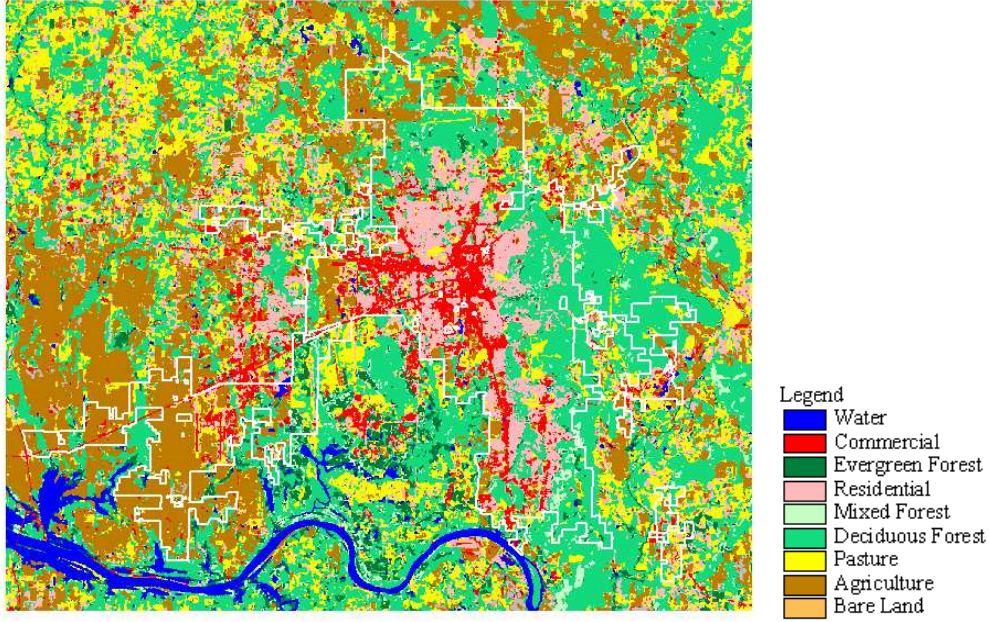 Legend
Water
Commercial
Evergreen Forest
Residential
Mixed Forest
Deciduous Forest
Pasture
Agriculture
Bare Land